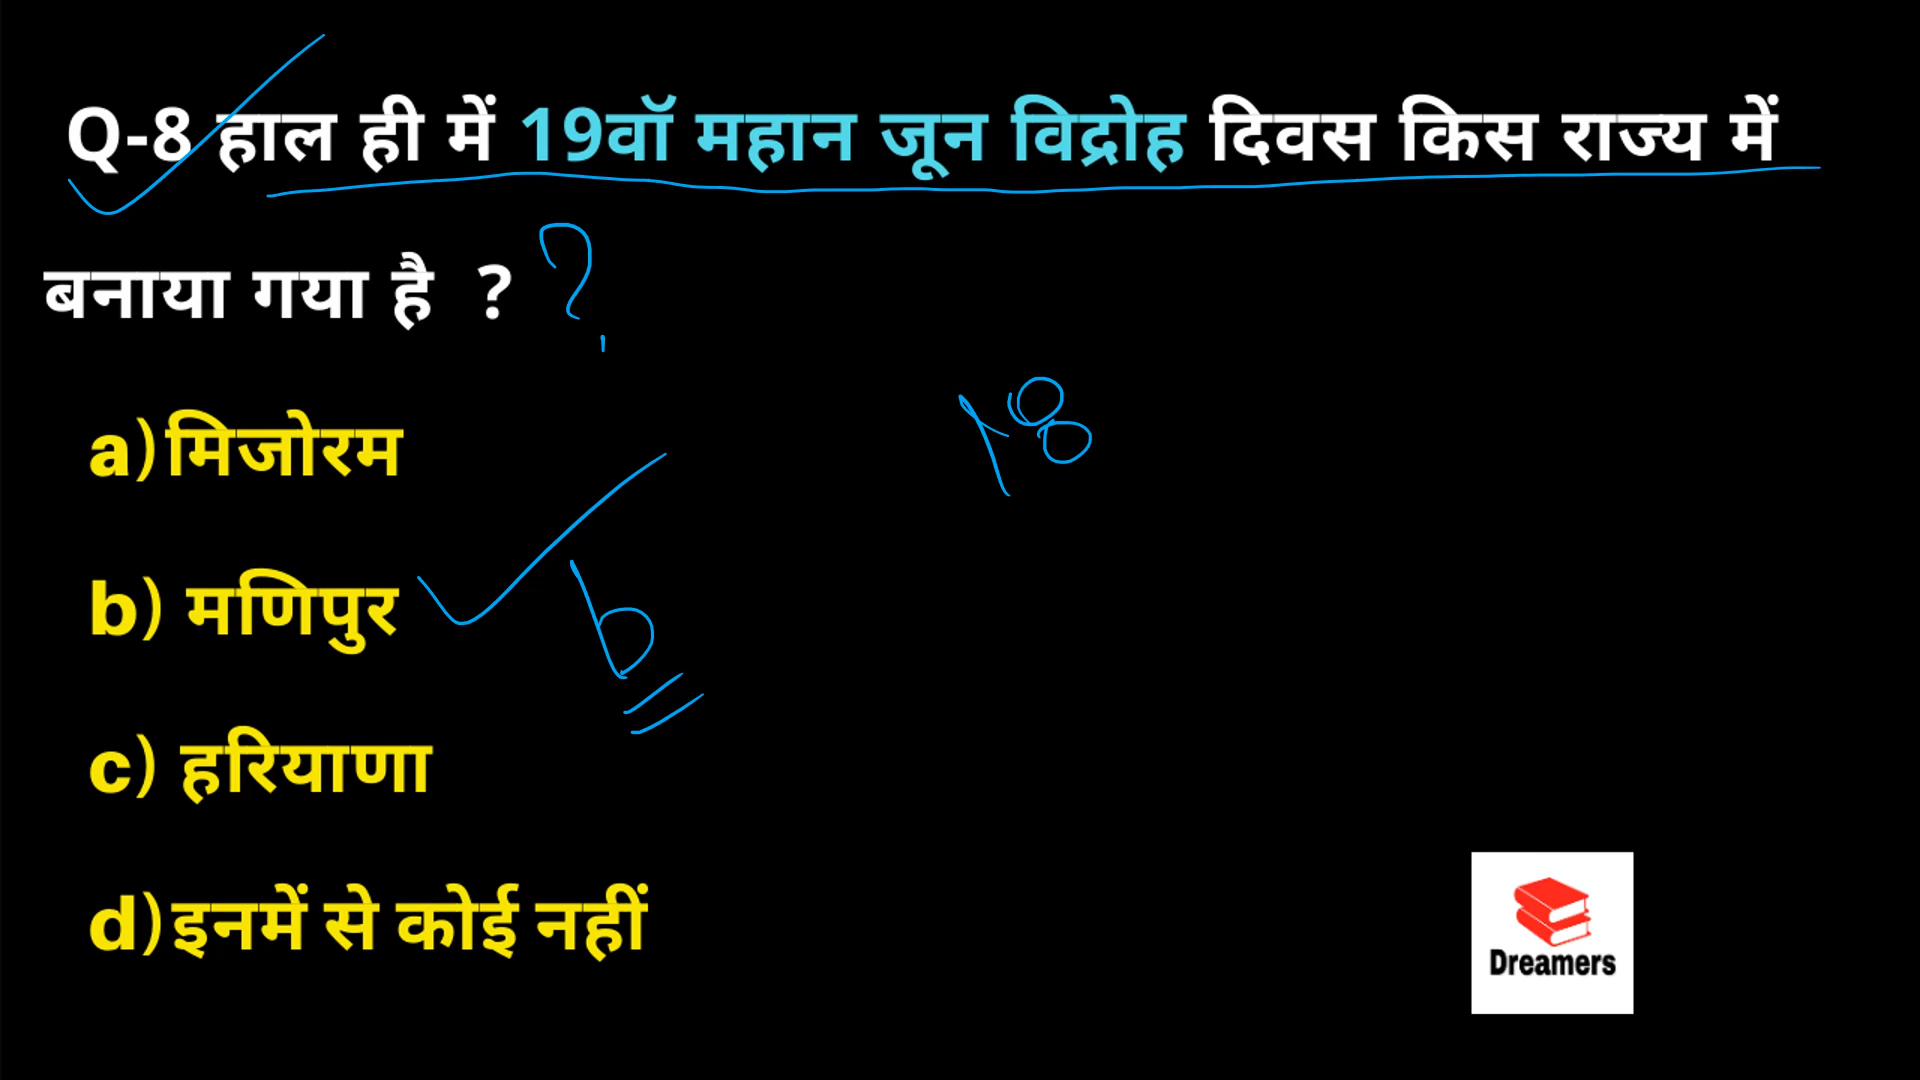 Q-8 हाल ही में 19वॉ महान जून विद्रोह दिवस किस राज्य में
बनाया गया है ? ?
18
a)मिजोरम
b) मणिपुर
b
c) हरियाणा
d)इनमें से कोई नहीं
Dreamers